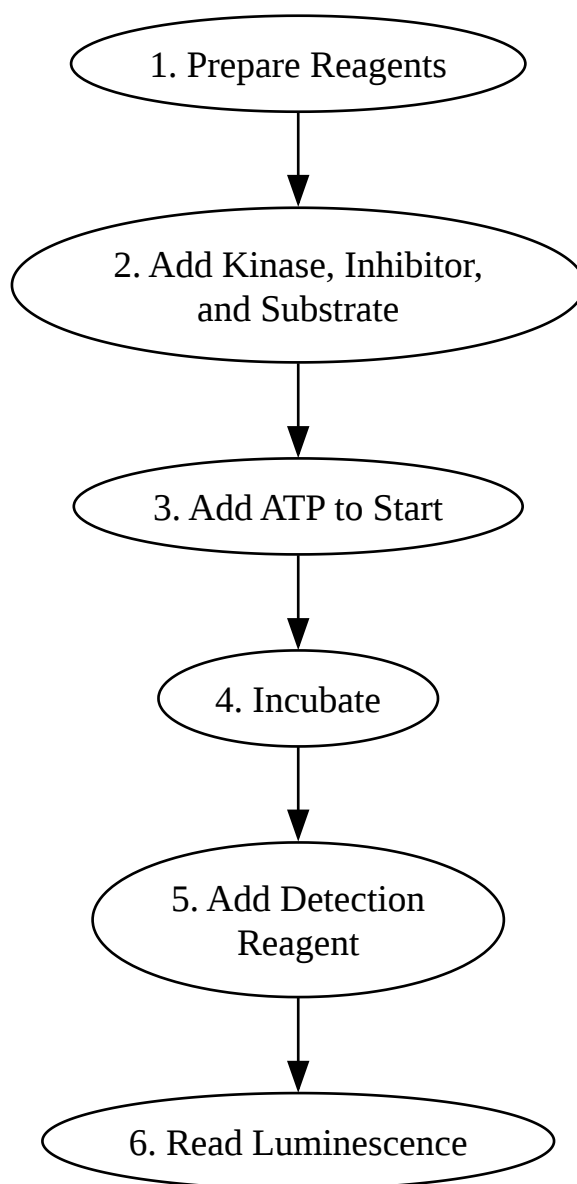 1. Prepare Reagents
2. Add Kinase, Inhibitor,
and Substrate
3. Add ATP to Start
4. Incubate
5. Add Detection
Reagent
6. Read Luminescence